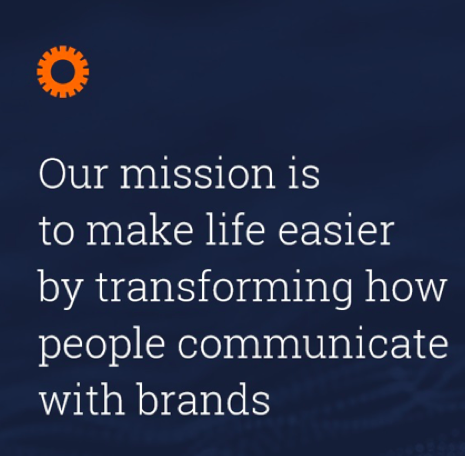 Our mission is
to make life easier
by transforming how
people communicate
with brands